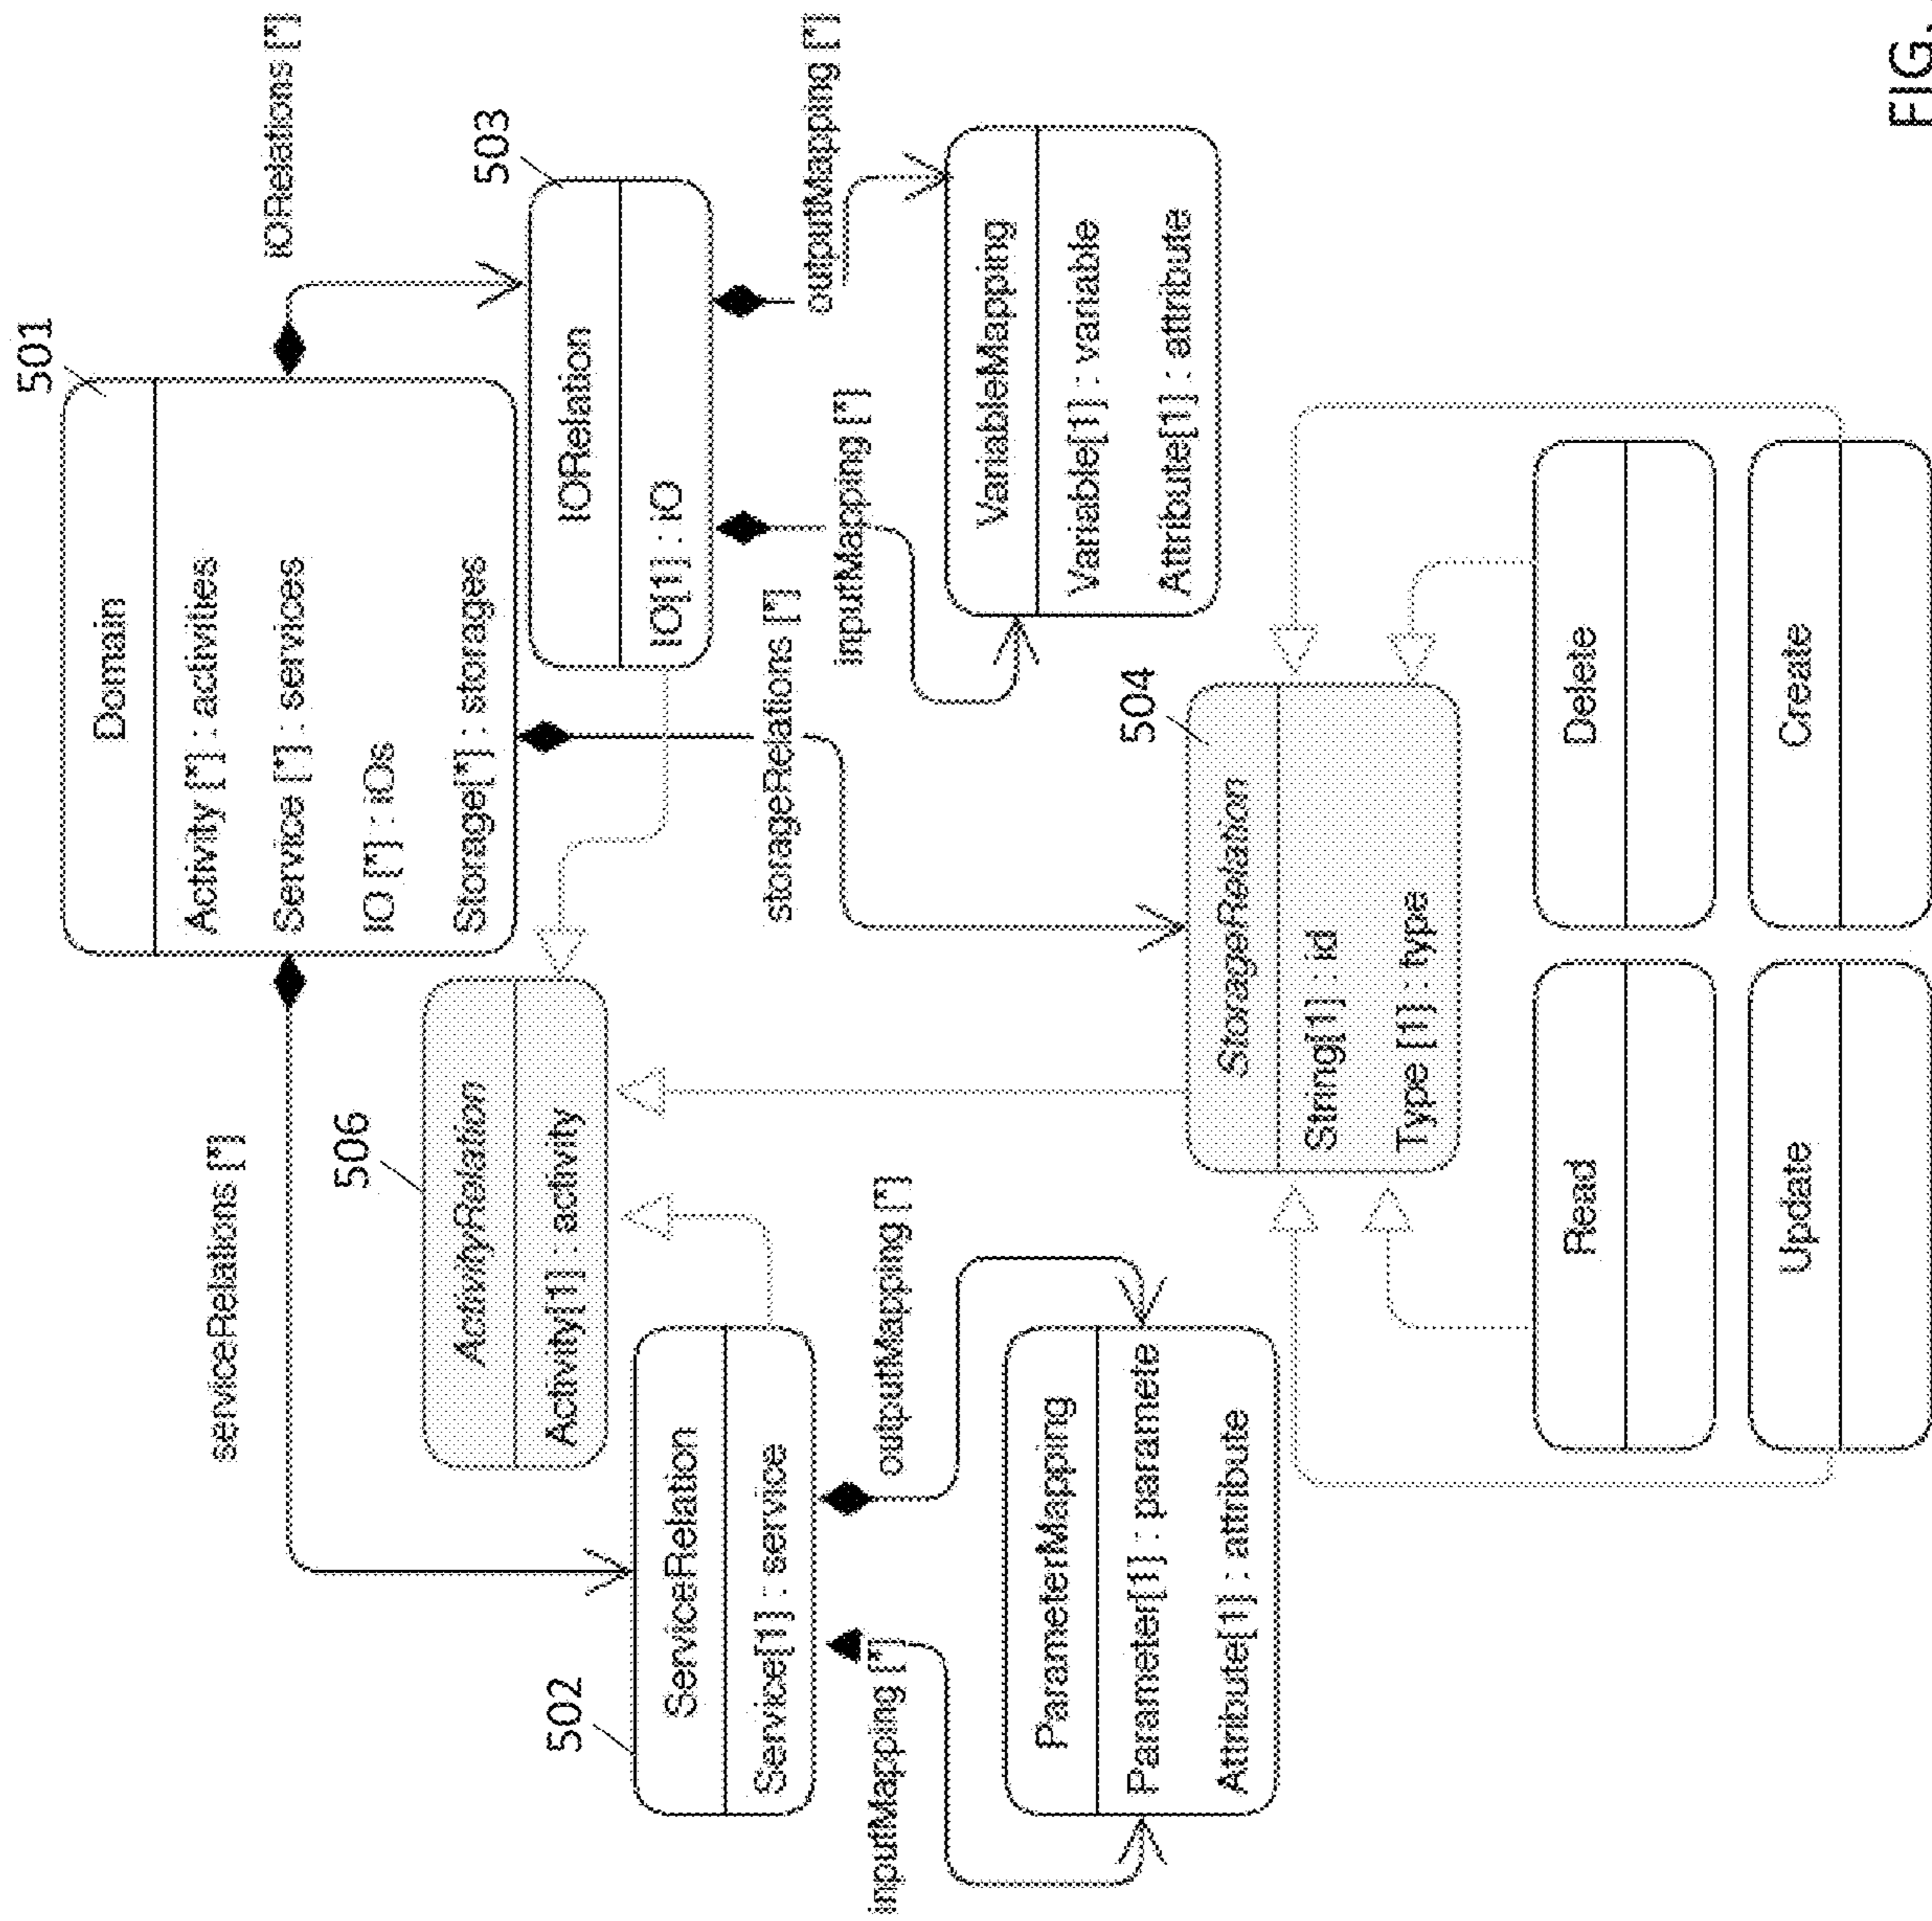 501
Domain
Activity [*] : activities
Service [*] : services
IO [*] : iOs
Storage[*] : storages
serviceRelations [*]
iORelations [*]
506
ActivityRelation
Activity[1] : activity
503
IORelation
IO[1] : iO
502
ServiceRelation
Service[1] : service
storageRelations [*]
inputMapping [*]
outputMapping [*]
inputMapping [*]
outputMapping [*]
VariableMapping
Variable[1] : variable
Attribute[1] : attribute
ParameterMapping
Parameter[1] : paramete
Attribute[1] : attribute
504
StorageRelation
String[1] : id
Type [1] : type
Read
Delete
Update
Create
FIG.